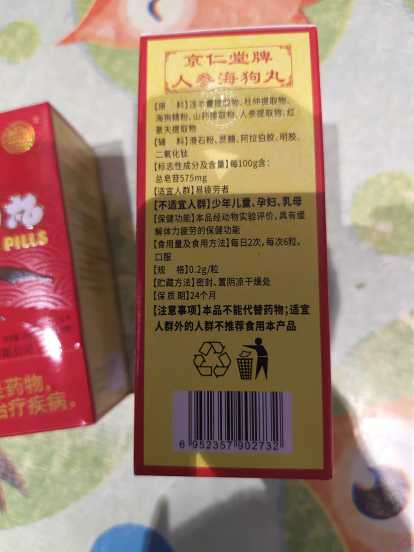 京仁堂牌
人参海狗丸
【原　料】淫羊藿提取物、杜仲提取物、
海狗鞭粉、山药提取物、人参提取物、红
景天提取物
【辅　料】滑石粉、蔗糖、阿拉伯胶、明胶、
二氧化钛
【标志性成分及含量】每100g含：
总皂苷575mg
【适宜人群】易疲劳者
【不适宜人群】少年儿童、孕妇、乳母
【保健功能】本品经动物实验评价，具有缓
解体力疲劳的保健功能
【食用量及食用方法】每日2次，每次6粒，
口服
【规　格】0.2g/粒
【贮藏方法】密封、置阴凉干燥处
【保 质 期】24个月
【注意事项】本品不能代替药物；适宜
人群外的人群不推荐食用本产品
6 952357 902732
丸
PILLS
药物，
治疗疾病。